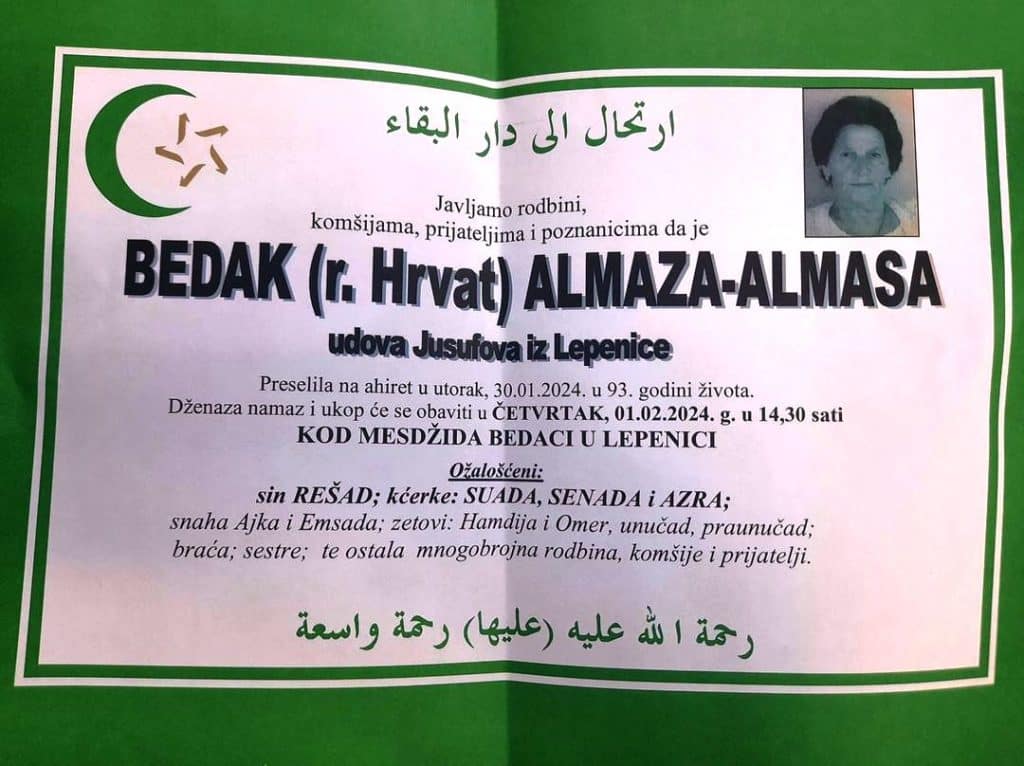 ارتحال الى دار البقاء
Javljamo rodbini,
komšijama, prijateljima i poznanicima da je
BEDAK (r. Hrvat) ALMAZA-ALMASA
udova Jusufova iz Lepenice
Preselila na ahiret u utorak, 30.01.2024. u 93. godini života.
Dženaza namaz i ukop će se obaviti u ČETVRTAK, 01.02.2024. g. u 14,30 sati
KOD MESDŽIDA BEDACI U LEPENICI
Ožalošćeni:
sin REŠAD; kćerke: SUADA, SENADA i AZRA;
snaha Ajka i Emsada; zetovi: Hamdija i Omer, unučad, praunučad;
braća; sestre; te ostala mnogobrojna rodbina, komšije i prijatelji.
رحمة الله عليه (عليها) رحمة واسعة